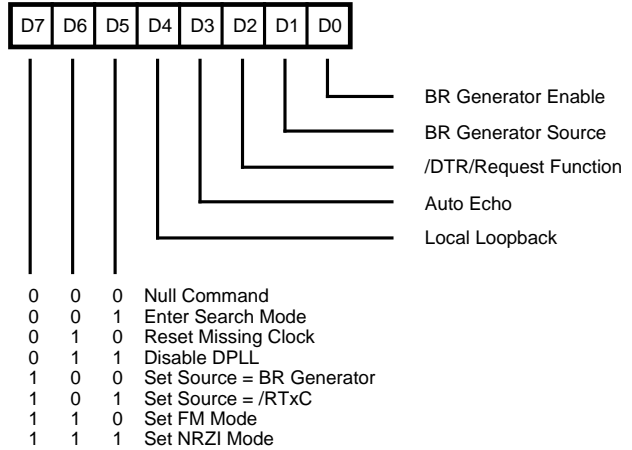 D7 D6 D5 D4 D3 D2 D1 D0
BR Generator Enable
BR Generator Source
/DTR/Request Function
Auto Echo
Local Loopback
0 0 0 Null Command
0 0 1 Enter Search Mode
0 1 0 Reset Missing Clock
0 1 1 Disable DPLL
1 0 0 Set Source = BR Generator
1 0 1 Set Source = /RTxC
1 1 0 Set FM Mode
1 1 1 Set NRZI Mode